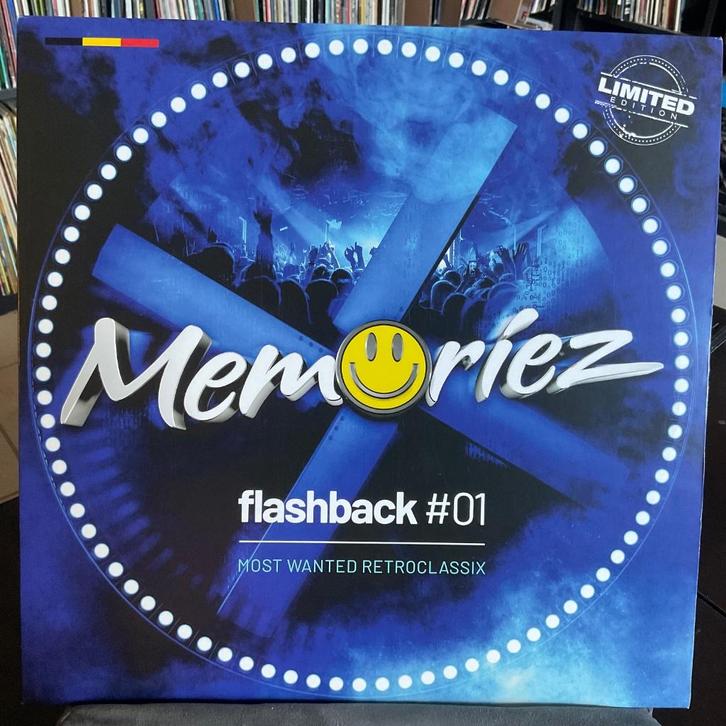 LIMITED
EDITION
Memoriez
flashback #01
MOST WANTED RETROCLASSIX